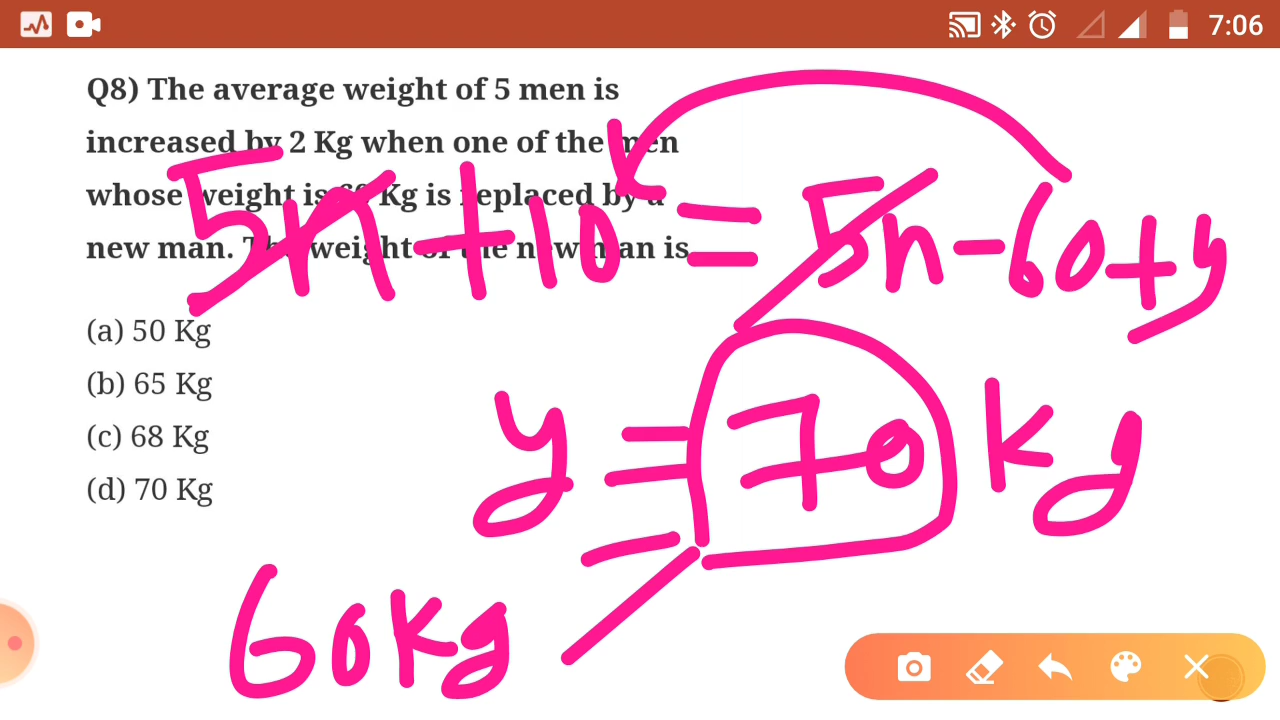 7:06
Q8) The average weight of 5 men is
increased by 2 Kg when one of the men
whose weight is 60 Kg is replaced by a
new man. The weight of the new man is
5n+10 = 5n-60+y
(a) 50 Kg
(b) 65 Kg
(c) 68 Kg
(d) 70 Kg
y = 70 kg
60kg